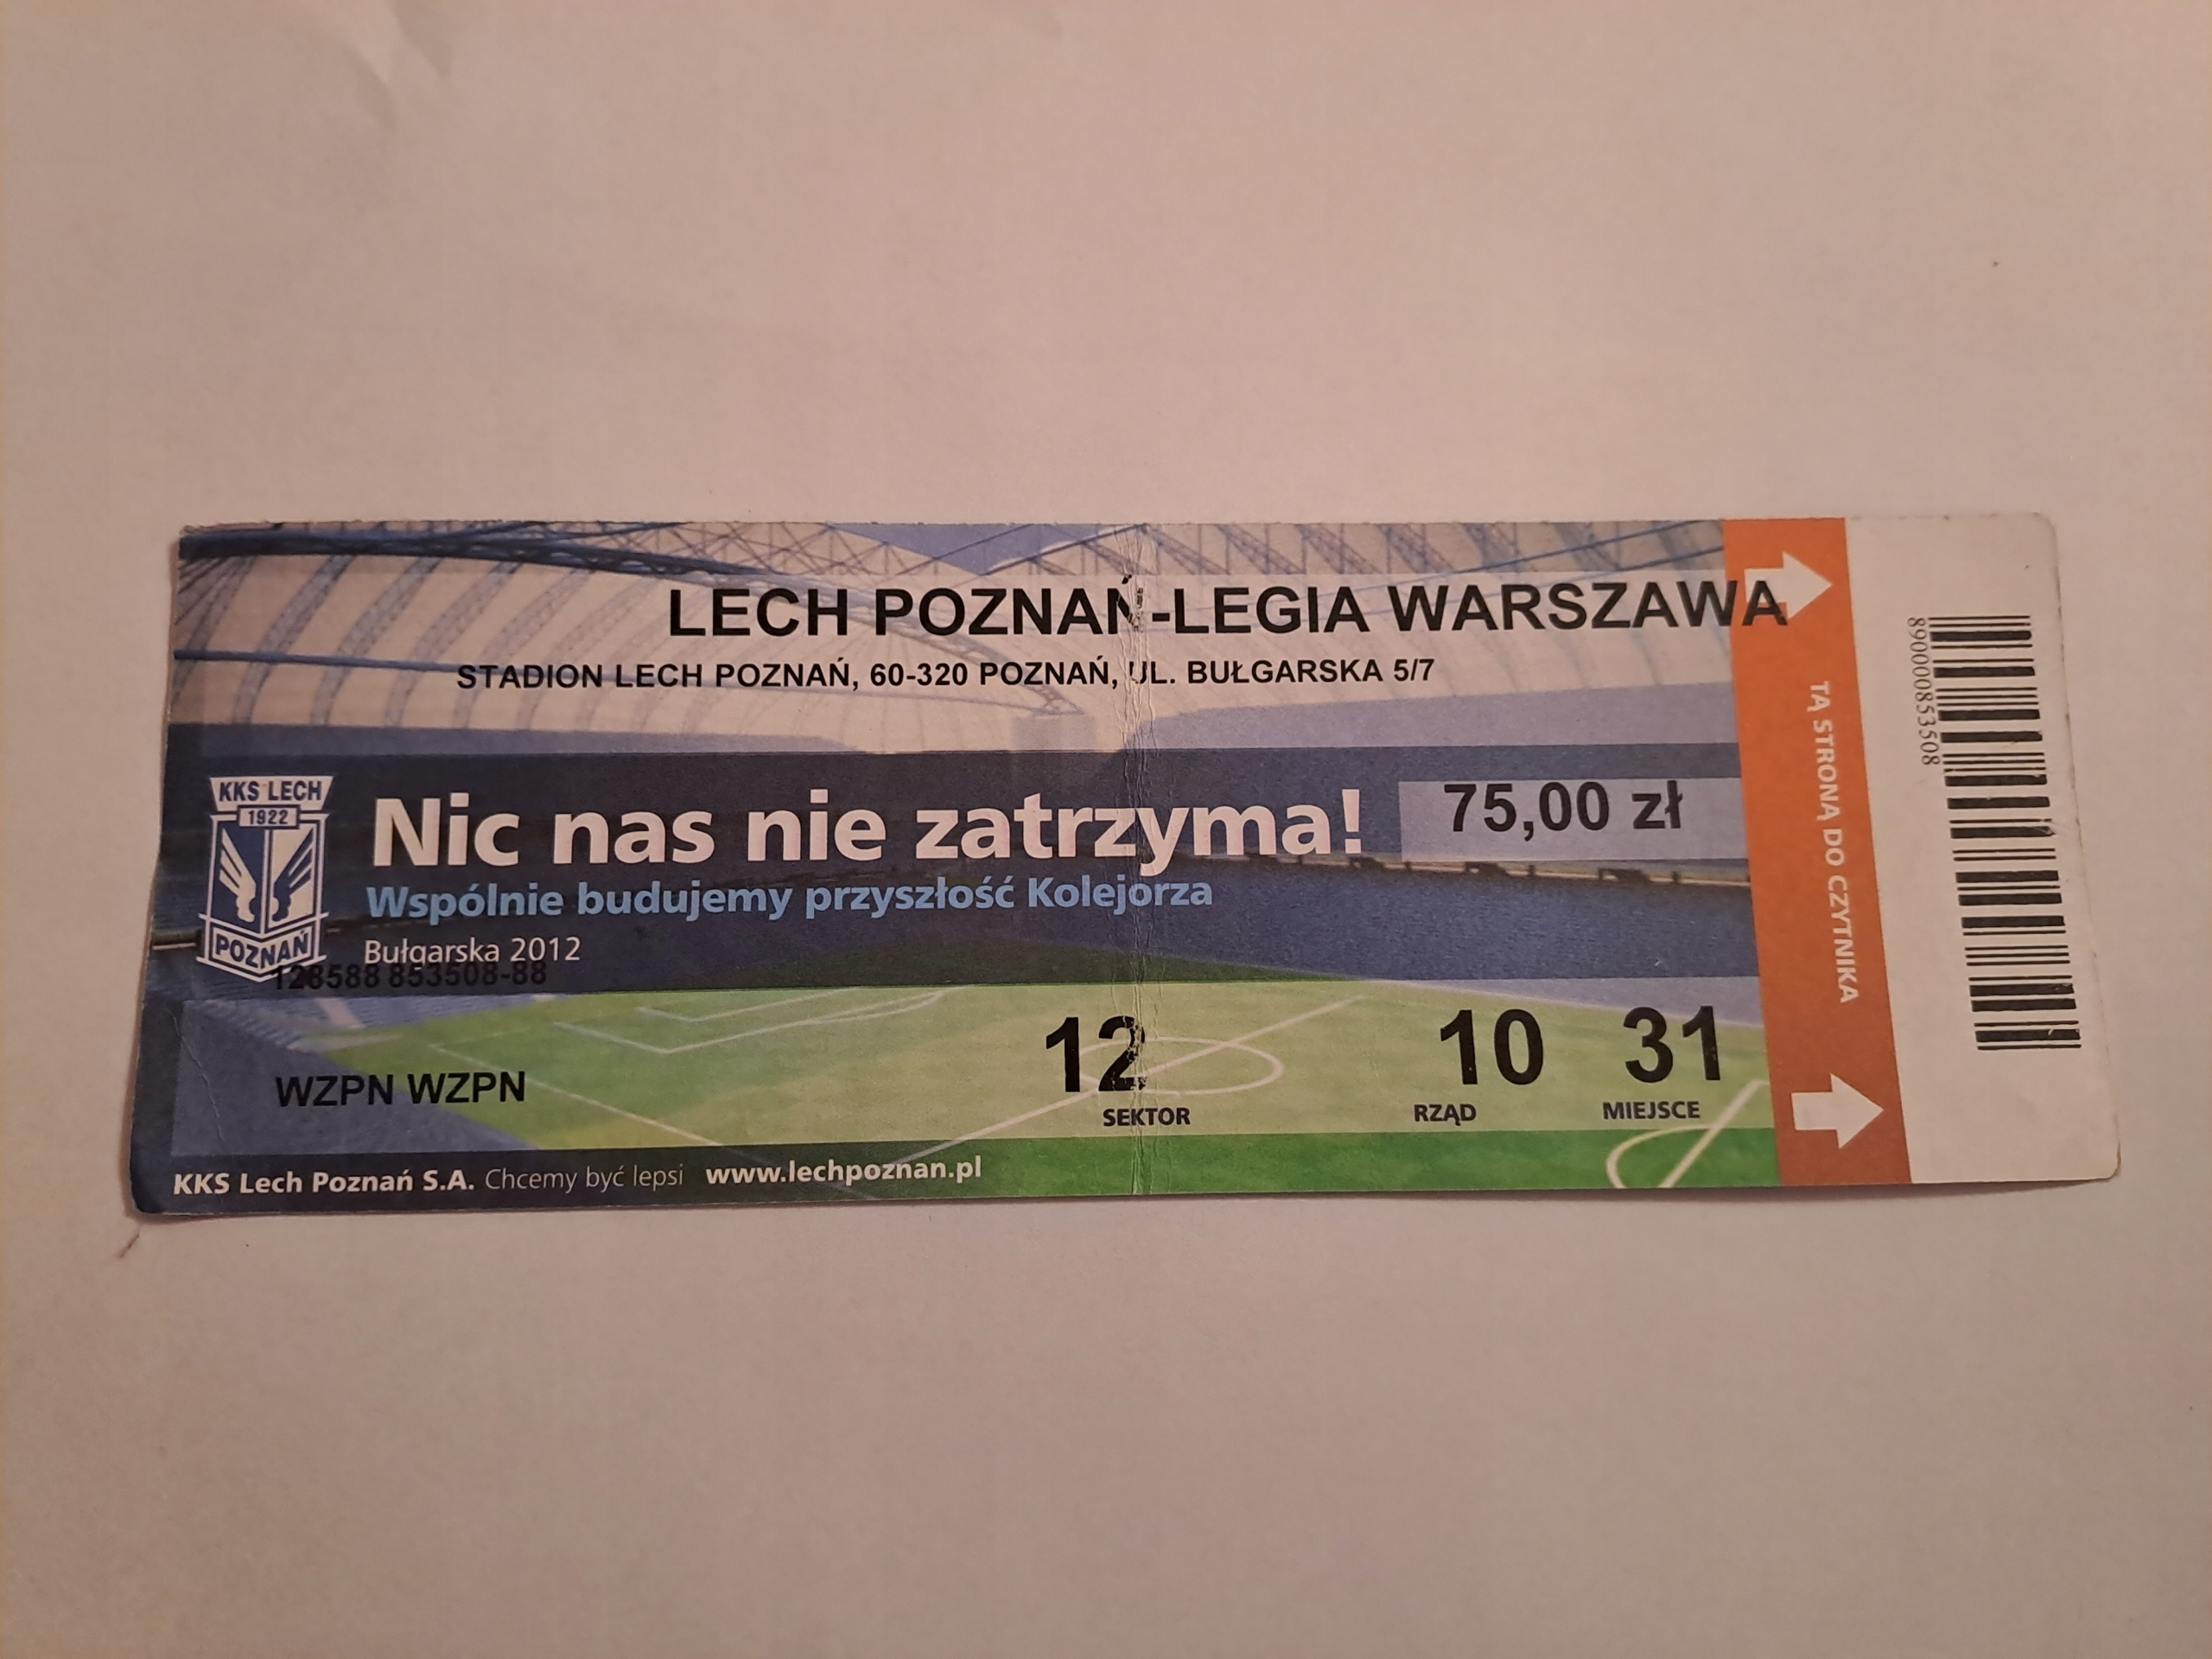 LECH POZNAŃ-LEGIA WARSZAWA
STADION LECH POZNAŃ, 60-320 POZNAŃ, UL. BUŁGARSKA 5/7
KKS LECH
1922
POZNAŃ
Nic nas nie zatrzyma!
75,00 zł
Wspólnie budujemy przyszłość Kolejorza
Bułgarska 2012
128588 853508-88
WZPN WZPN
12
SEKTOR
10
RZĄD
31
MIEJSCE
KKS Lech Poznań S.A. Chcemy być lepsi www.lechpoznan.pl
TĄ STRONĄ DO CZYTNIKA
8900000853508